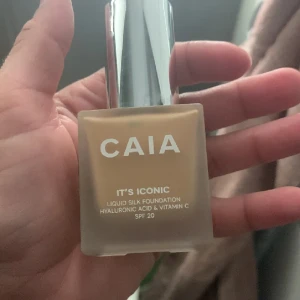 CAIA
IT'S ICONIC
LIQUID SILK FOUNDATION
HYALURONIC ACID & VITAMIN C
SPF 20